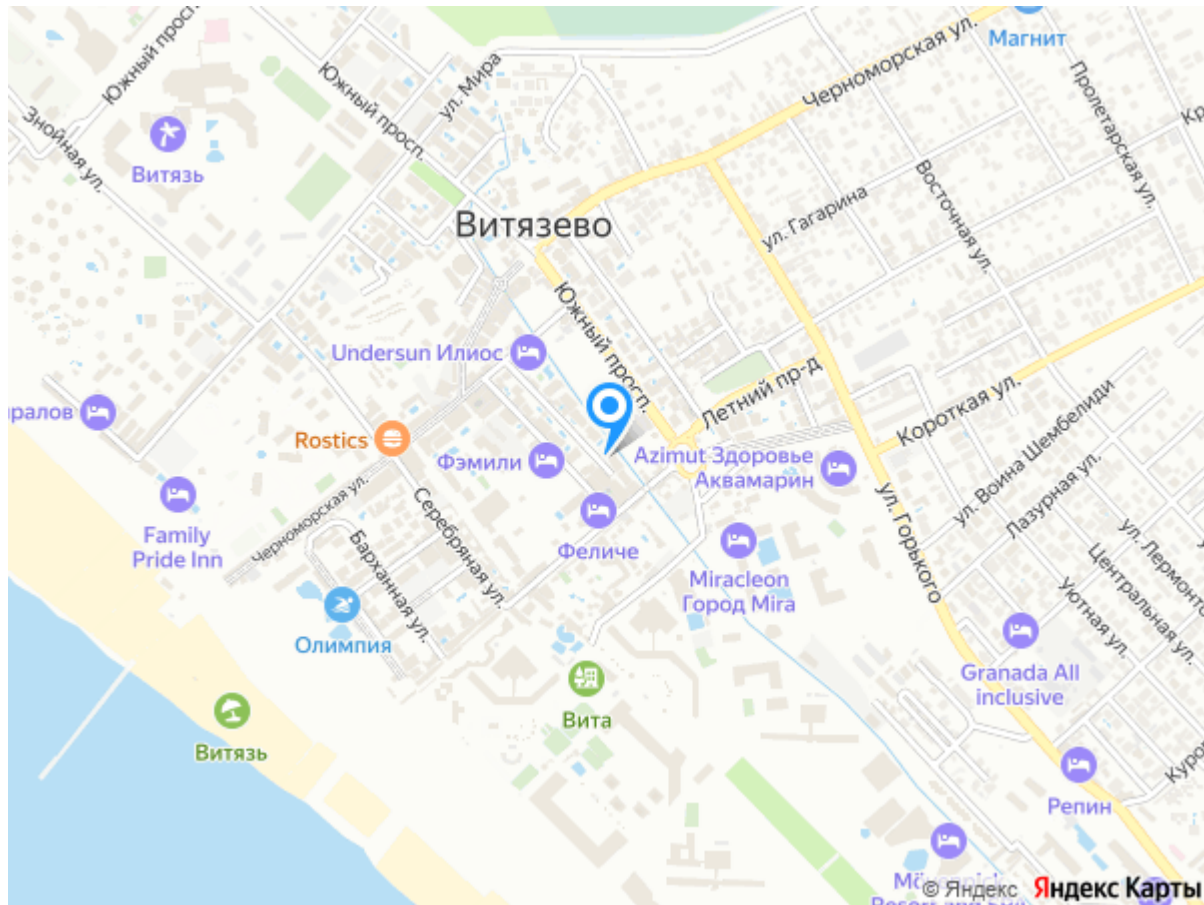 Южный просп
Магнит
Черноморская ул.
Пролетарская ул.
ул. Мира
Южный просп.
Знойная ул.
Витязь
Восточная ул.
ул. Гагарина
Витязево
Южный просп.
Undersun Илиос
Летний пр-д
Короткая ул.
ралов
Rostics
Фэмили
Azimut Здоровье
Аквамарин
ул. Воина Шембелиди
Лазурная ул.
Family
Pride Inn
Черноморская ул.
Серебряная ул.
Феличе
ул. Горького
Барханная ул.
Miracleon
Город Mira
Уютная ул.
Центральная ул.
ул. Лермонто
Олимпия
Granada All
inclusive
Вита
Витязь
Куро
Репин
© Яндекс Яндекс Карты